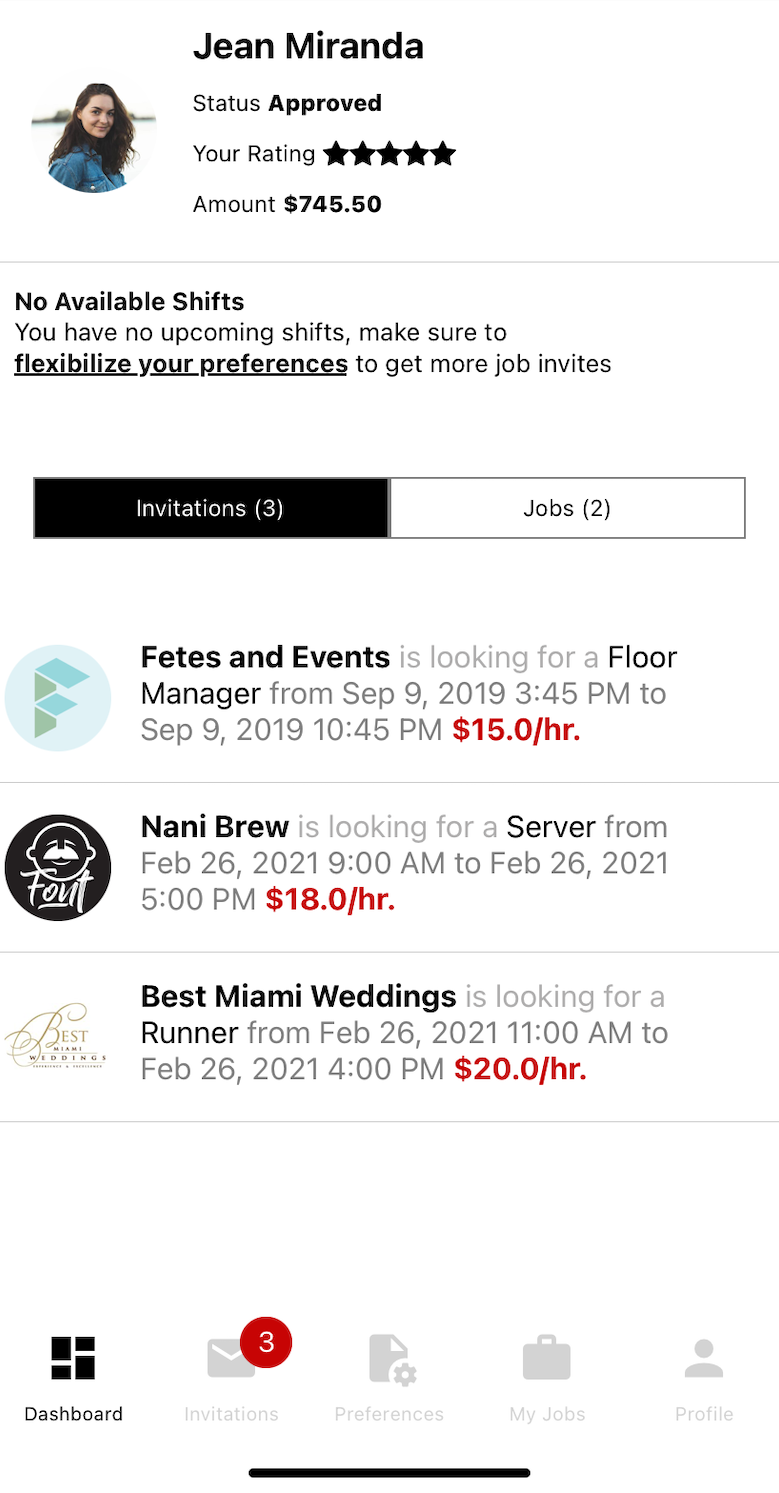 Jean Miranda
Status Approved
Your Rating
Amount $745.50
No Available Shifts
You have no upcoming shifts, make sure to
flexibilize your preferences to get more job invites
Invitations (3)
Jobs (2)
Fetes and Events is looking for a Floor
Manager from Sep 9, 2019 3:45 PM to
Sep 9, 2019 10:45 PM $15.0/hr.
Font
Nani Brew is looking for a Server from
Feb 26, 2021 9:00 AM to Feb 26, 2021
5:00 PM $18.0/hr.
BEST
MIAMI
WEDDINGS
EXPERIENCE & EXCELLENCE
Best Miami Weddings is looking for a
Runner from Feb 26, 2021 11:00 AM to
Feb 26, 2021 4:00 PM $20.0/hr.
3
Dashboard
Invitations
Preferences
My Jobs
Profile